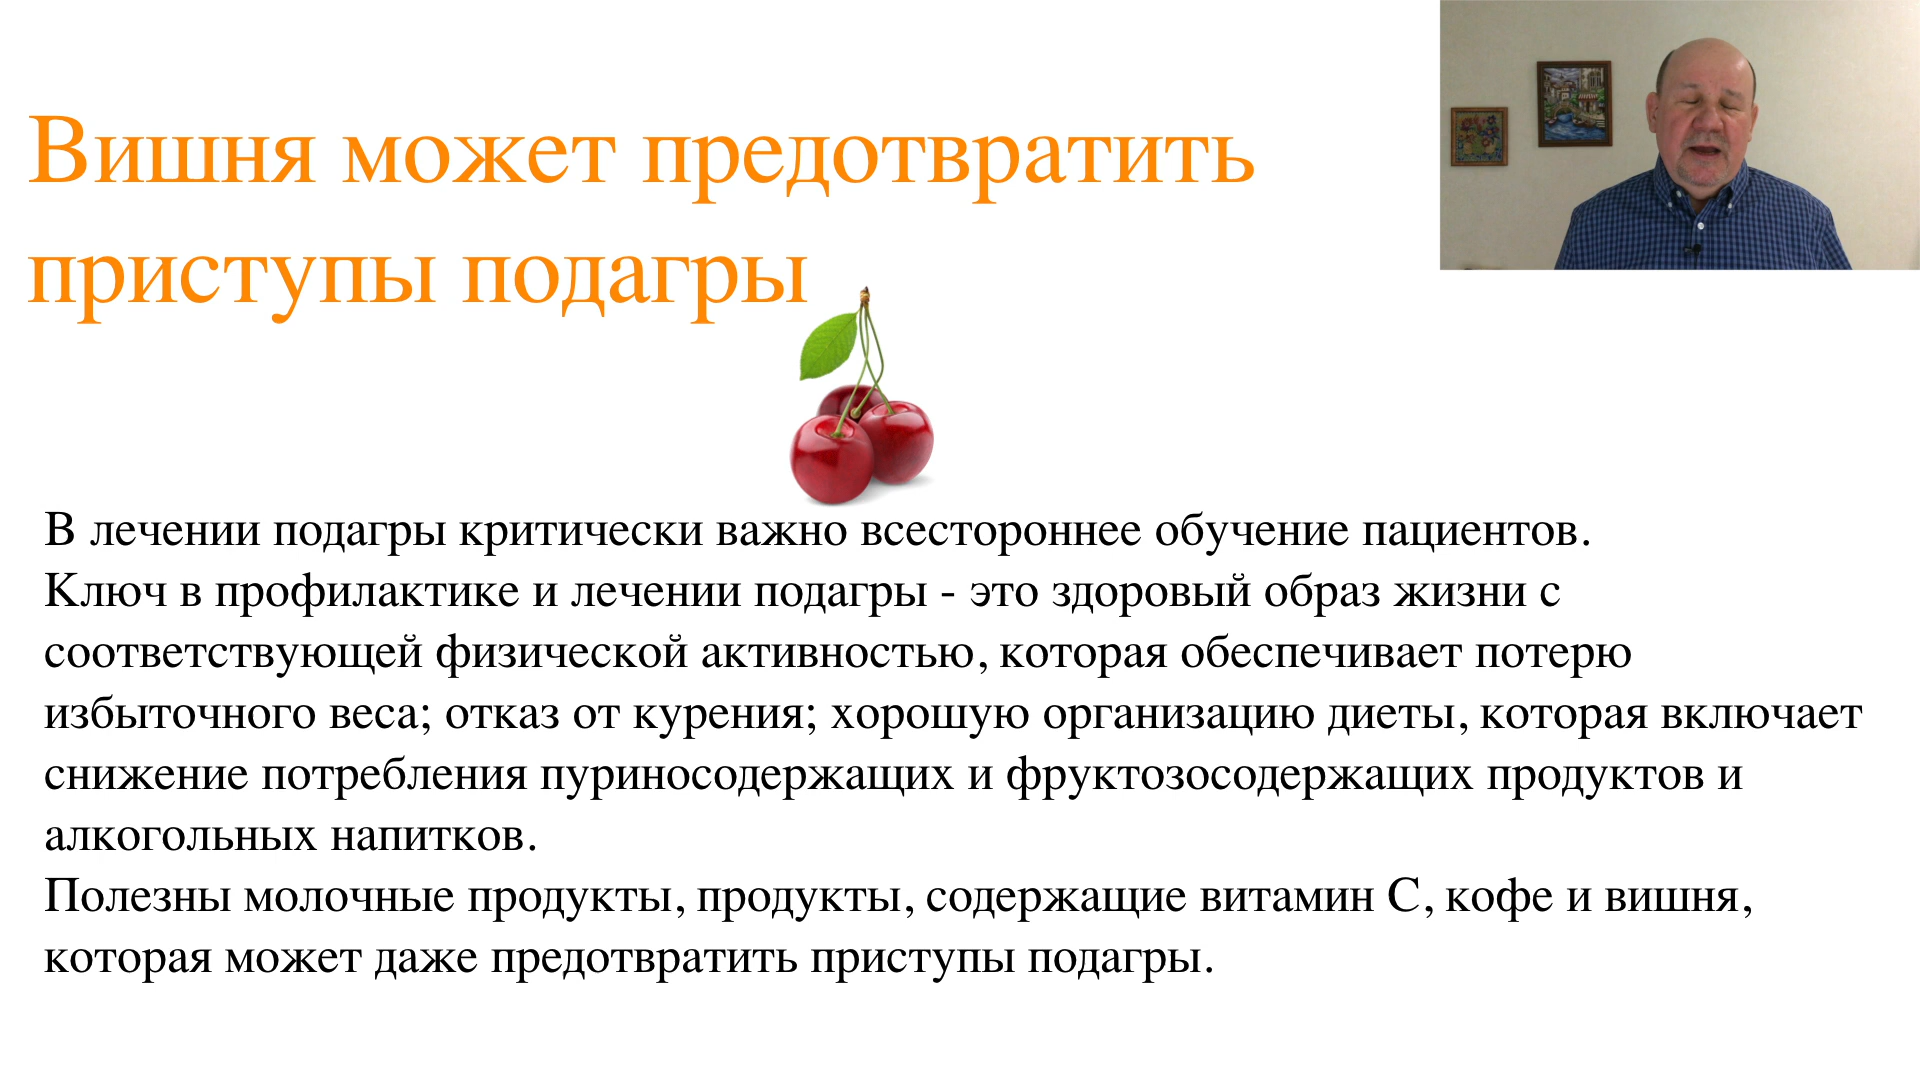 Вишня может предотвратить
приступы подагры
В лечении подагры критически важно всестороннее обучение пациентов.
Ключ в профилактике и лечении подагры - это здоровый образ жизни с
соответствующей физической активностью, которая обеспечивает потерю
избыточного веса; отказ от курения; хорошую организацию диеты, которая включает
снижение потребления пуриносодержащих и фруктозосодержащих продуктов и
алкогольных напитков.
Полезны молочные продукты, продукты, содержащие витамин С, кофе и вишня,
которая может даже предотвратить приступы подагры.